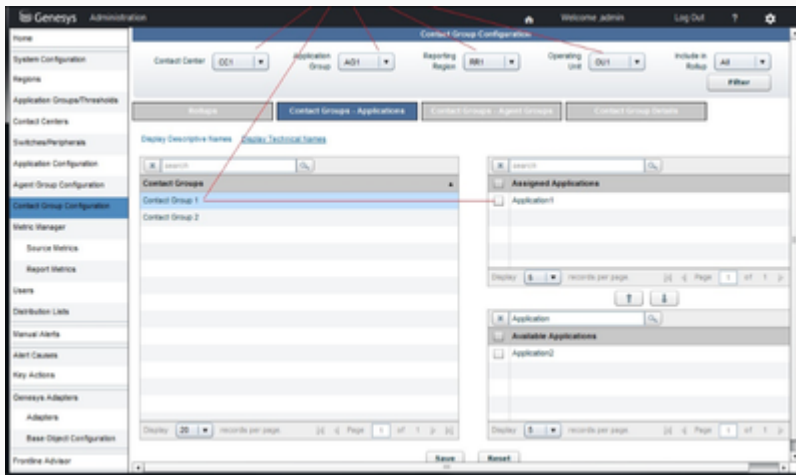 Genesys Administration
Welcome ,admin Log Out ?
Home
System Configuration
Regions
Application Groups/Thresholds
Contact Centers
Switches/Peripherals
Application Configuration
Agent Group Configuration
Contact Group Configuration
Metric Manager
Source Metrics
Report Metrics
Users
Distribution Lists
Manual Alerts
Alert Causes
Key Actions
Genesys Adapters
Adapters
Base Object Configuration
Frontline Advisor
Contact Group Configuration
Contact Center CC1
Application Group AG1
Reporting Region RR1
Operating Unit OU1
Include in Rollup All
Filter
Rollups
Contact Groups - Applications
Contact Groups - Agent Groups
Contact Group Details
Display Descriptive Names Display Technical Names
search
Contact Groups
Contact Group 1
Contact Group 2
Display 20 records per page Page 1 of 1
search
Assigned Applications
Application1
Display 5 records per page Page 1 of 1
Application
Available Applications
Application2
Display 5 records per page Page 1 of 1
Save Reset